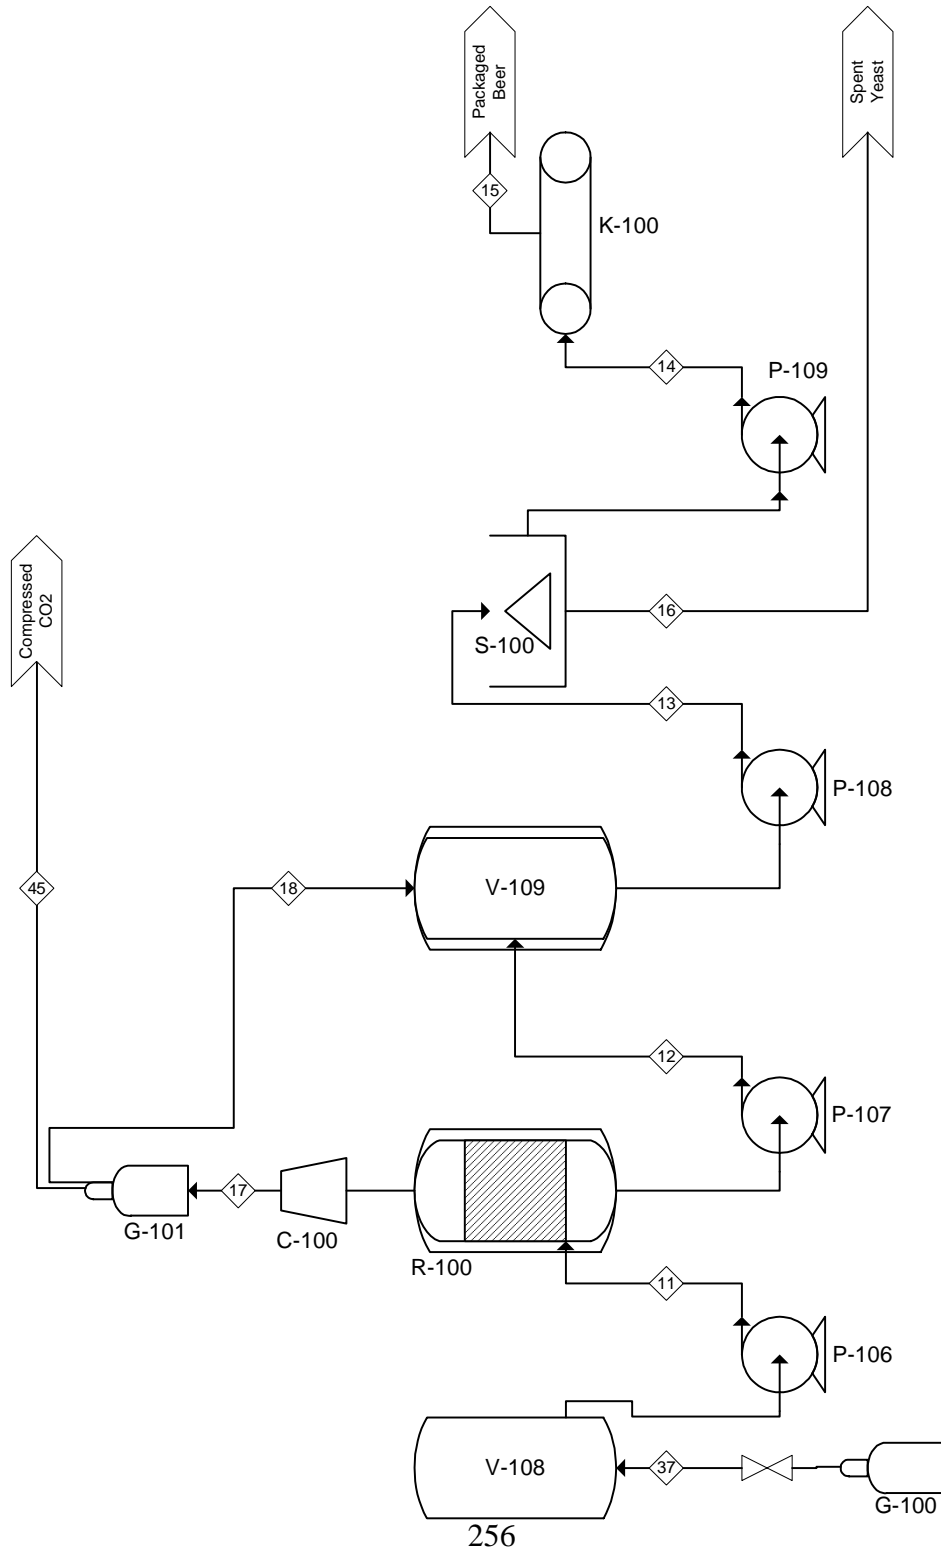 Packaged
Beer
Spent
Yeast
15
K-100
14
P-109
Compressed
CO2
16
S-100
13
P-108
45
18
V-109
12
P-107
17
G-101
C-100
R-100
11
P-106
V-108
37
G-100
256